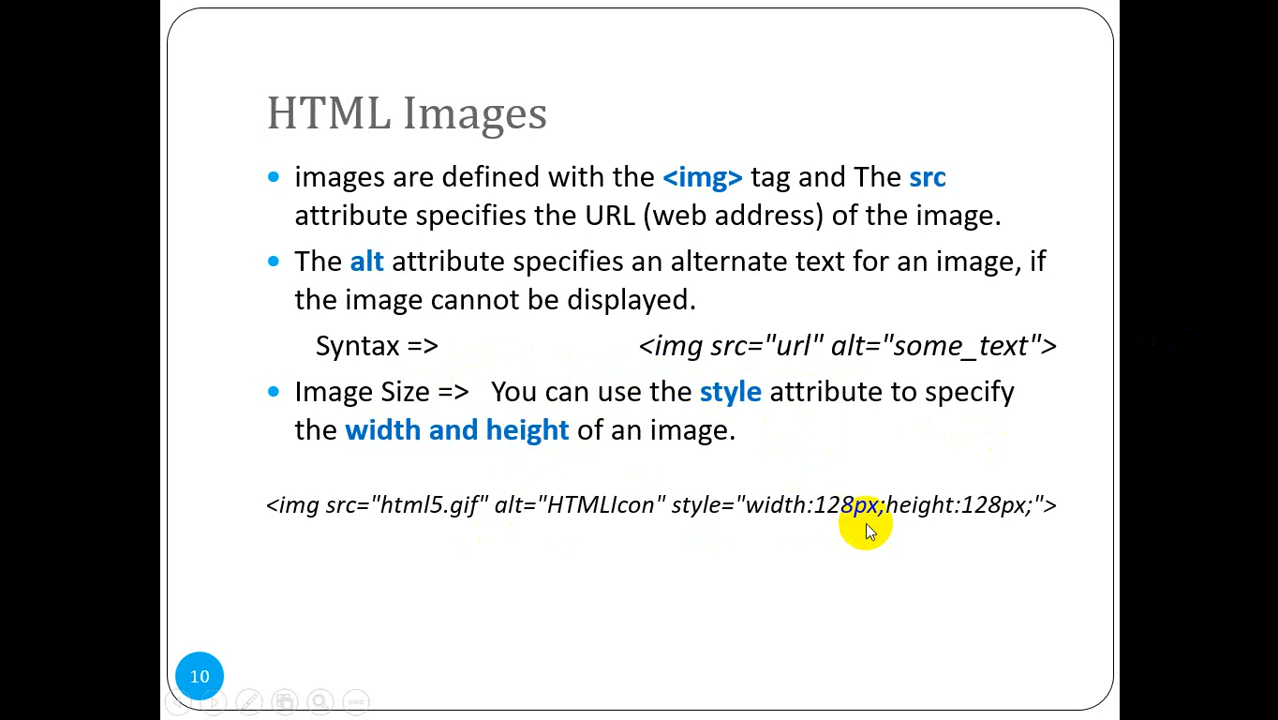 HTML Images
images are defined with the <img> tag and The src
attribute specifies the URL (web address) of the image.
The alt attribute specifies an alternate text for an image, if
the image cannot be displayed.
Syntax => <img src="url" alt="some_text">
Image Size => You can use the style attribute to specify
the width and height of an image.
<img src="html5.gif" alt="HTMLIcon" style="width:128px;height:128px;">
10